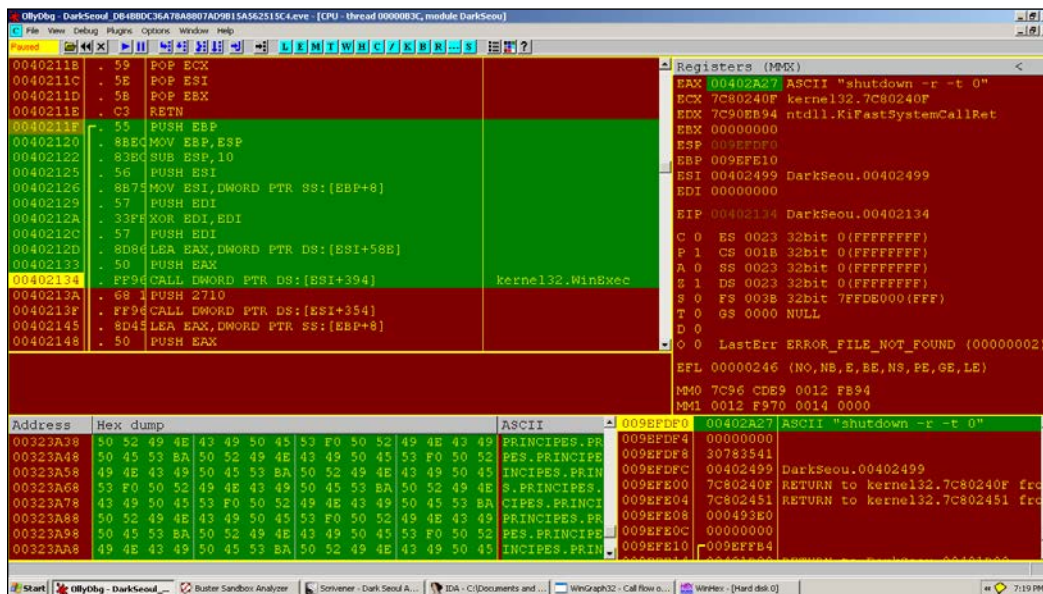 OllyDbg - DarkSeoul_DB4BBDC36A78A8807AD9B15A562515C4.eve - [CPU - thread 0000083C, module DarkSeou]
C File View Debug Plugins Options Window Help
Paused L E M T W H C / K B R ... S ?
0040211B . 59 POP ECX
0040211C . 5E POP ESI
0040211D . 5B POP EBX
0040211E . C3 RETN
0040211F . 55 PUSH EBP
00402120 . 8BEC MOV EBP,ESP
00402122 . 83EC SUB ESP,10
00402125 . 56 PUSH ESI
00402126 . 8B75 MOV ESI,DWORD PTR SS:[EBP+8]
00402129 . 57 PUSH EDI
0040212A . 33FF XOR EDI,EDI
0040212C . 57 PUSH EDI
0040212D . 8D86 LEA EAX,DWORD PTR DS:[ESI+58E]
00402133 . 50 PUSH EAX
00402134 . FF96 CALL DWORD PTR DS:[ESI+394] kernel32.WinExec
0040213A . 68 1 PUSH 2710
0040213F . FF96 CALL DWORD PTR DS:[ESI+354]
00402145 . 8D45 LEA EAX,DWORD PTR SS:[EBP+8]
00402148 . 50 PUSH EAX
Registers (MMX) <
EAX 00402A27 ASCII "shutdown -r -t 0"
ECX 7C80240F kernel32.7C80240F
EDX 7C90EB94 ntdll.KiFastSystemCallRet
EBX 00000000
ESP 009EFDF0
EBP 009EFE10
ESI 00402499 DarkSeou.00402499
EDI 00000000
EIP 00402134 DarkSeou.00402134
C 0 ES 0023 32bit 0(FFFFFFFF)
P 1 CS 001B 32bit 0(FFFFFFFF)
A 0 SS 0023 32bit 0(FFFFFFFF)
Z 1 DS 0023 32bit 0(FFFFFFFF)
S 0 FS 003B 32bit 7FFDE000(FFF)
T 0 GS 0000 NULL
D 0
O 0 LastErr ERROR_FILE_NOT_FOUND (00000002)
EFL 00000246 (NO,NB,E,BE,NS,PE,GE,LE)
MM0 7C96 CDE9 0012 FB94
MM1 0012 F970 0014 0000
Address Hex dump ASCII
00323A38 50 52 49 4E 43 49 50 45 53 F0 50 52 49 4E 43 49 PRINCIPES.PR
00323A48 50 45 53 BA 50 52 49 4E 43 49 50 45 53 F0 50 52 PES.PRINCIPE
00323A58 49 4E 43 49 50 45 53 BA 50 52 49 4E 43 49 50 45 INCIPES.PRIN
00323A68 53 F0 50 52 49 4E 43 49 50 45 53 BA 50 52 49 4E S.PRINCIPES.
00323A78 43 49 50 45 53 F0 50 52 49 4E 43 49 50 45 53 BA CIPES.PRINCI
00323A88 50 52 49 4E 43 49 50 45 53 F0 50 52 49 4E 43 49 PRINCIPES.PR
00323A98 50 45 53 BA 50 52 49 4E 43 49 50 45 53 F0 50 52 PES.PRINCIPE
00323AA8 49 4E 43 49 50 45 53 BA 50 52 49 4E 43 49 50 45 INCIPES.PRIN
009EFDF0 00402A27 ASCII "shutdown -r -t 0"
009EFDF4 00000000
009EFDF8 30783541
009EFDFC 00402499 DarkSeou.00402499
009EFE00 7C80240F RETURN to kernel32.7C80240F fro
009EFE04 7C802451 RETURN to kernel32.7C802451 fro
009EFE08 000493E0
009EFE0C 00000000
009EFE10 009EFFB4
Start OllyDbg - DarkSeoul_... Buster Sandbox Analyzer Scrivener - Dark Seoul A... IDA - C:\Documents and ... WinGraph32 - Call flow o... WinHex - [Hard disk 0] 7:19 PM